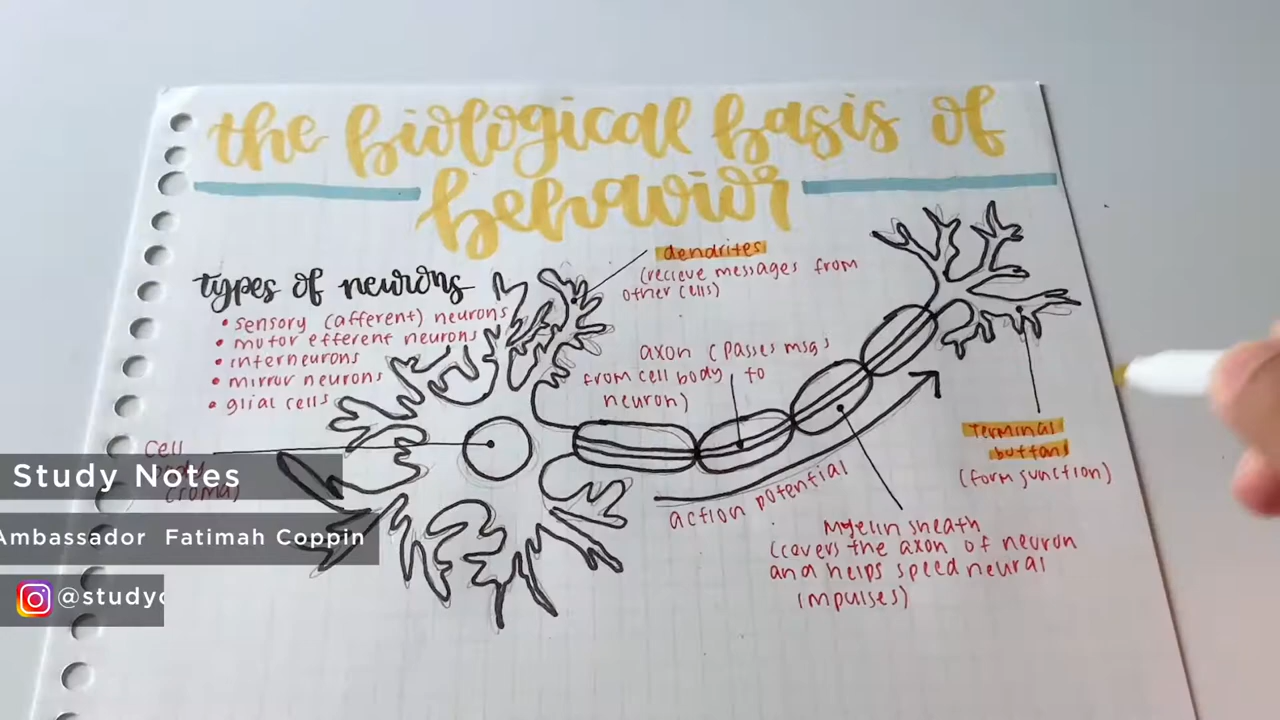 the biological basis of
behavior
types of neurons
• sensory (afferent) neurons
• motor efferent neurons
• interneurons
• mirror neurons
• glial cells
dendrites
(recieve messages from
other cells)
axon (passes msgs
from cell body to
neuron)
cell
body
(soma)
action potential
Myelin sheath
(covers the axon of neuron
and helps speed neural
impulses)
terminal
buttons
(form junction)
Study Notes
Ambassador Fatimah Coppin
@study